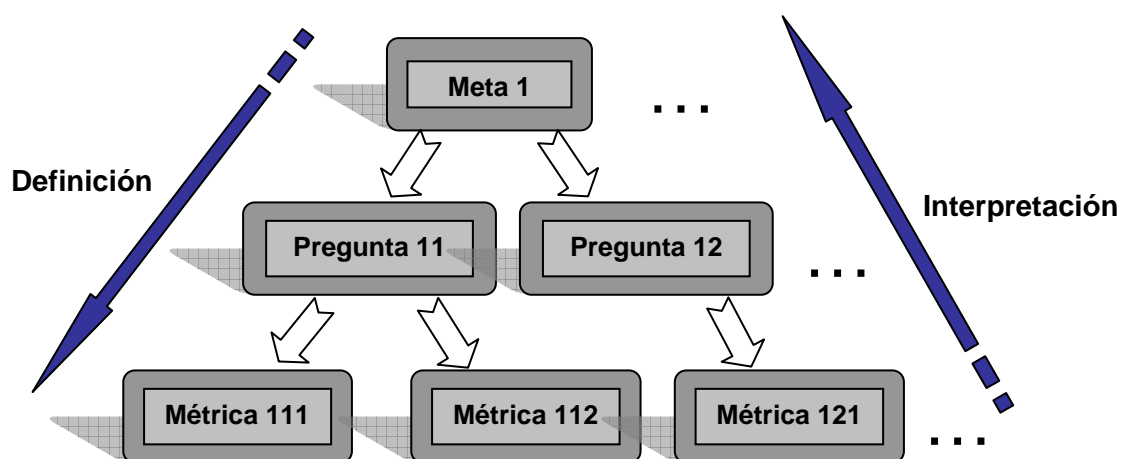 Meta 1
. . .
Definición
Interpretación
Pregunta 11
Pregunta 12
. . .
Métrica 111
Métrica 112
Métrica 121
. . .